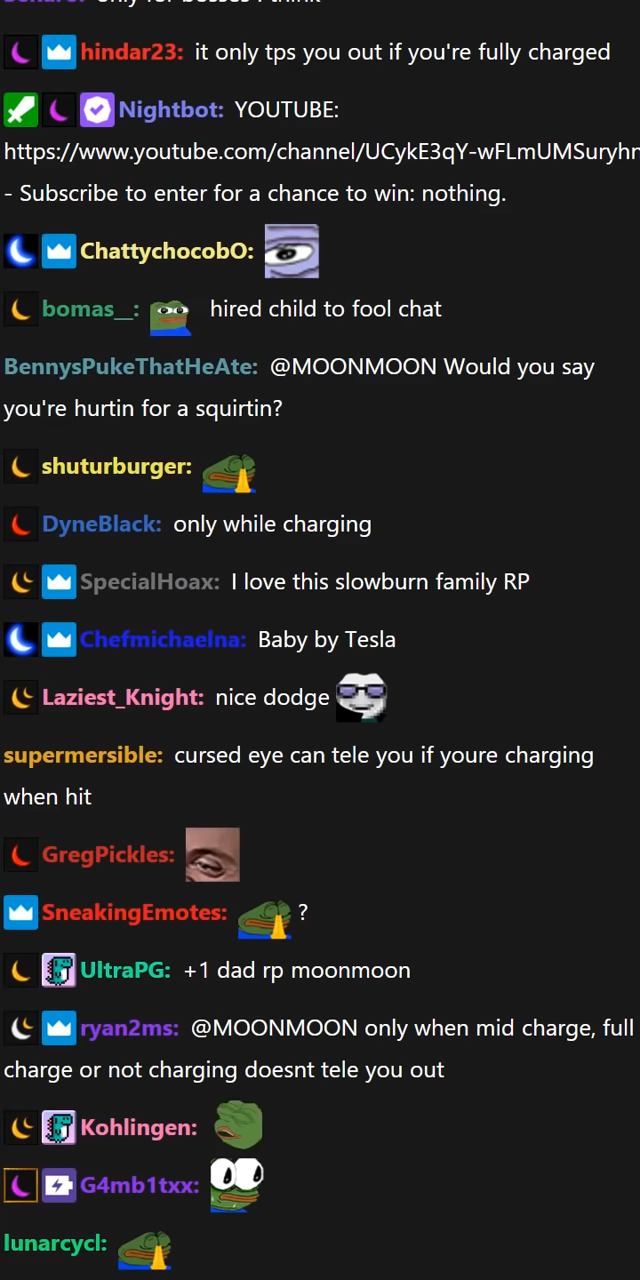 hindar23: it only tps you out if you're fully charged
Nightbot: YOUTUBE:
https://www.youtube.com/channel/UCykE3qY-wFLmUMSuryhn
- Subscribe to enter for a chance to win: nothing.
ChattychocobO:
bomas__: hired child to fool chat
BennysPukeThatHeAte: @MOONMOON Would you say
you're hurtin for a squirtin?
shuturburger:
DyneBlack: only while charging
SpecialHoax: I love this slowburn family RP
Chefmichaelna: Baby by Tesla
Laziest_Knight: nice dodge
supermersible: cursed eye can tele you if youre charging
when hit
GregPickles:
SneakingEmotes: ?
UltraPG: +1 dad rp moonmoon
ryan2ms: @MOONMOON only when mid charge, full
charge or not charging doesnt tele you out
Kohlingen:
G4mb1txx:
lunarcycl: